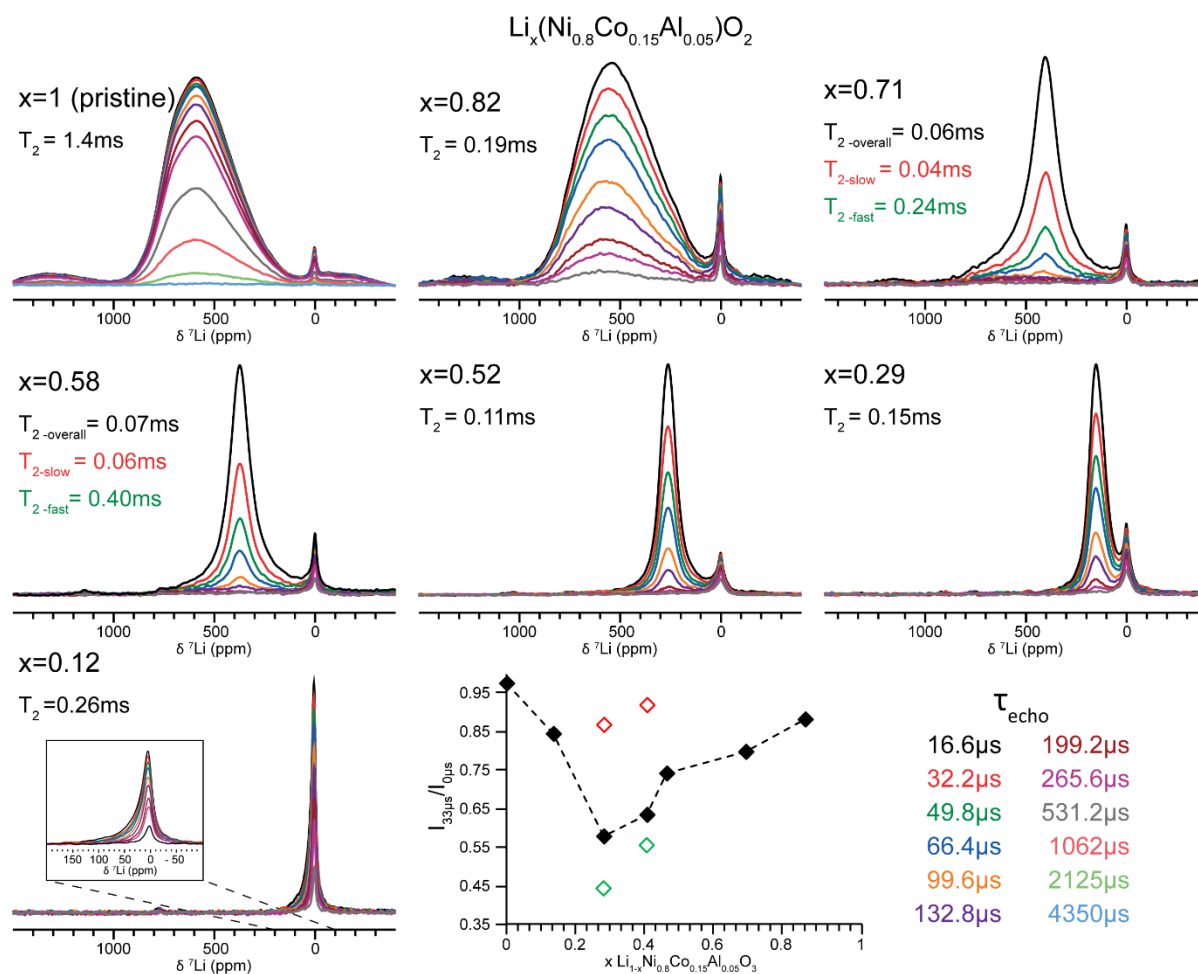 Liₓ(Ni₀.₈Co₀.₁₅Al₀.₀₅)O₂
x=1 (pristine)
T₂ = 1.4ms
1000 500 0
δ ⁷Li (ppm)
x=0.82
T₂ = 0.19ms
1000 500 0
δ ⁷Li (ppm)
x=0.71
T₂ -overall = 0.06ms
T₂-slow = 0.04ms
T₂ -fast = 0.24ms
1000 500 0
δ ⁷Li (ppm)
x=0.58
T₂ -overall = 0.07ms
T₂-slow = 0.06ms
T₂ -fast = 0.40ms
1000 500 0
δ ⁷Li (ppm)
x=0.52
T₂ = 0.11ms
1000 500 0
δ ⁷Li (ppm)
x=0.29
T₂ = 0.15ms
1000 500 0
δ ⁷Li (ppm)
x=0.12
T₂ = 0.26ms
150 100 50 0 - 50
δ ⁷Li (ppm)
1000 500 0
δ ⁷Li (ppm)
I₃₃μs/I₀μs
0.95
0.85
0.75
0.65
0.55
0.45
0.35
0 0.2 0.4 0.6 0.8 1
x Li₁₋ₓNi₀.₈Co₀.₁₅Al₀.₀₅O₃
τecho
16.6µs 199.2µs
32.2µs 265.6µs
49.8µs 531.2µs
66.4µs 1062µs
99.6µs 2125µs
132.8µs 4350µs